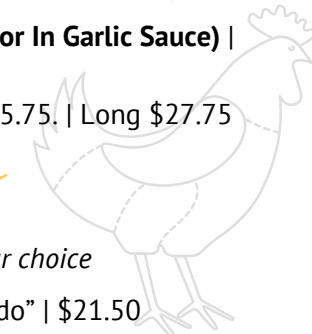 or In Garlic Sauce) |
5.75. | Long $27.75
r choice
do” | $21.50